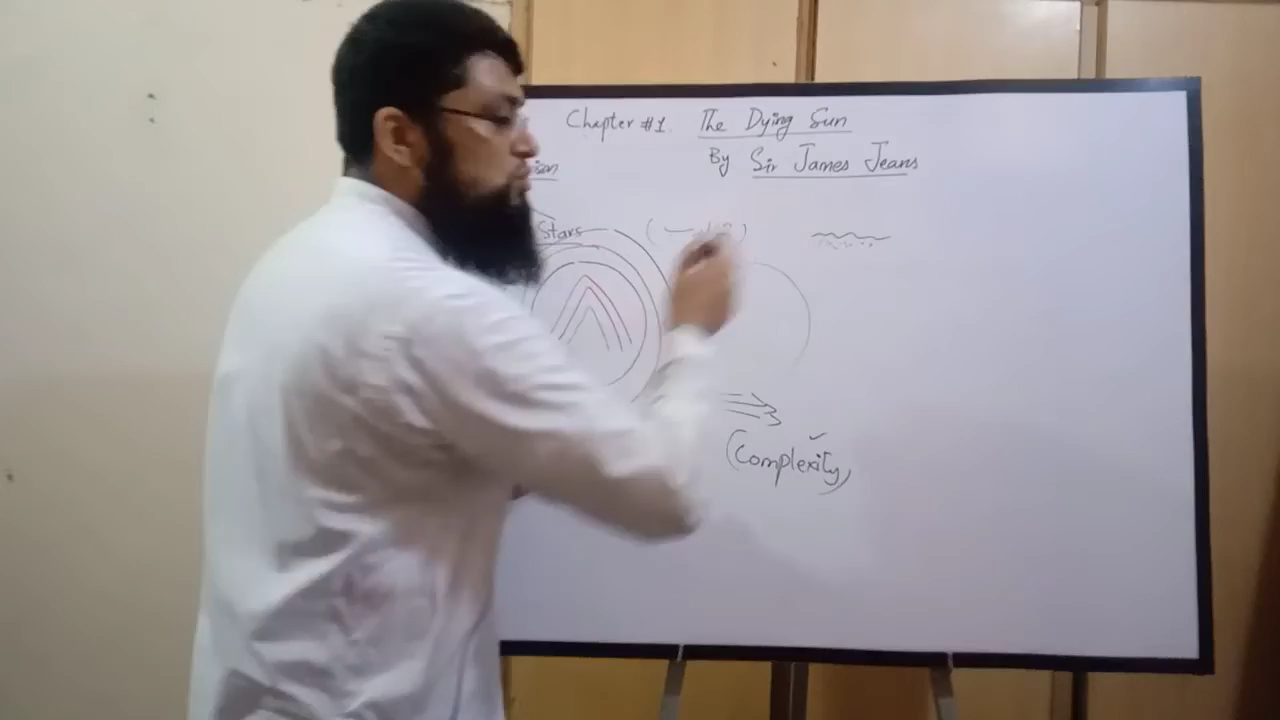 Chapter #1. The Dying Sun
By Sir James Jeans
Stars
(Complexity)